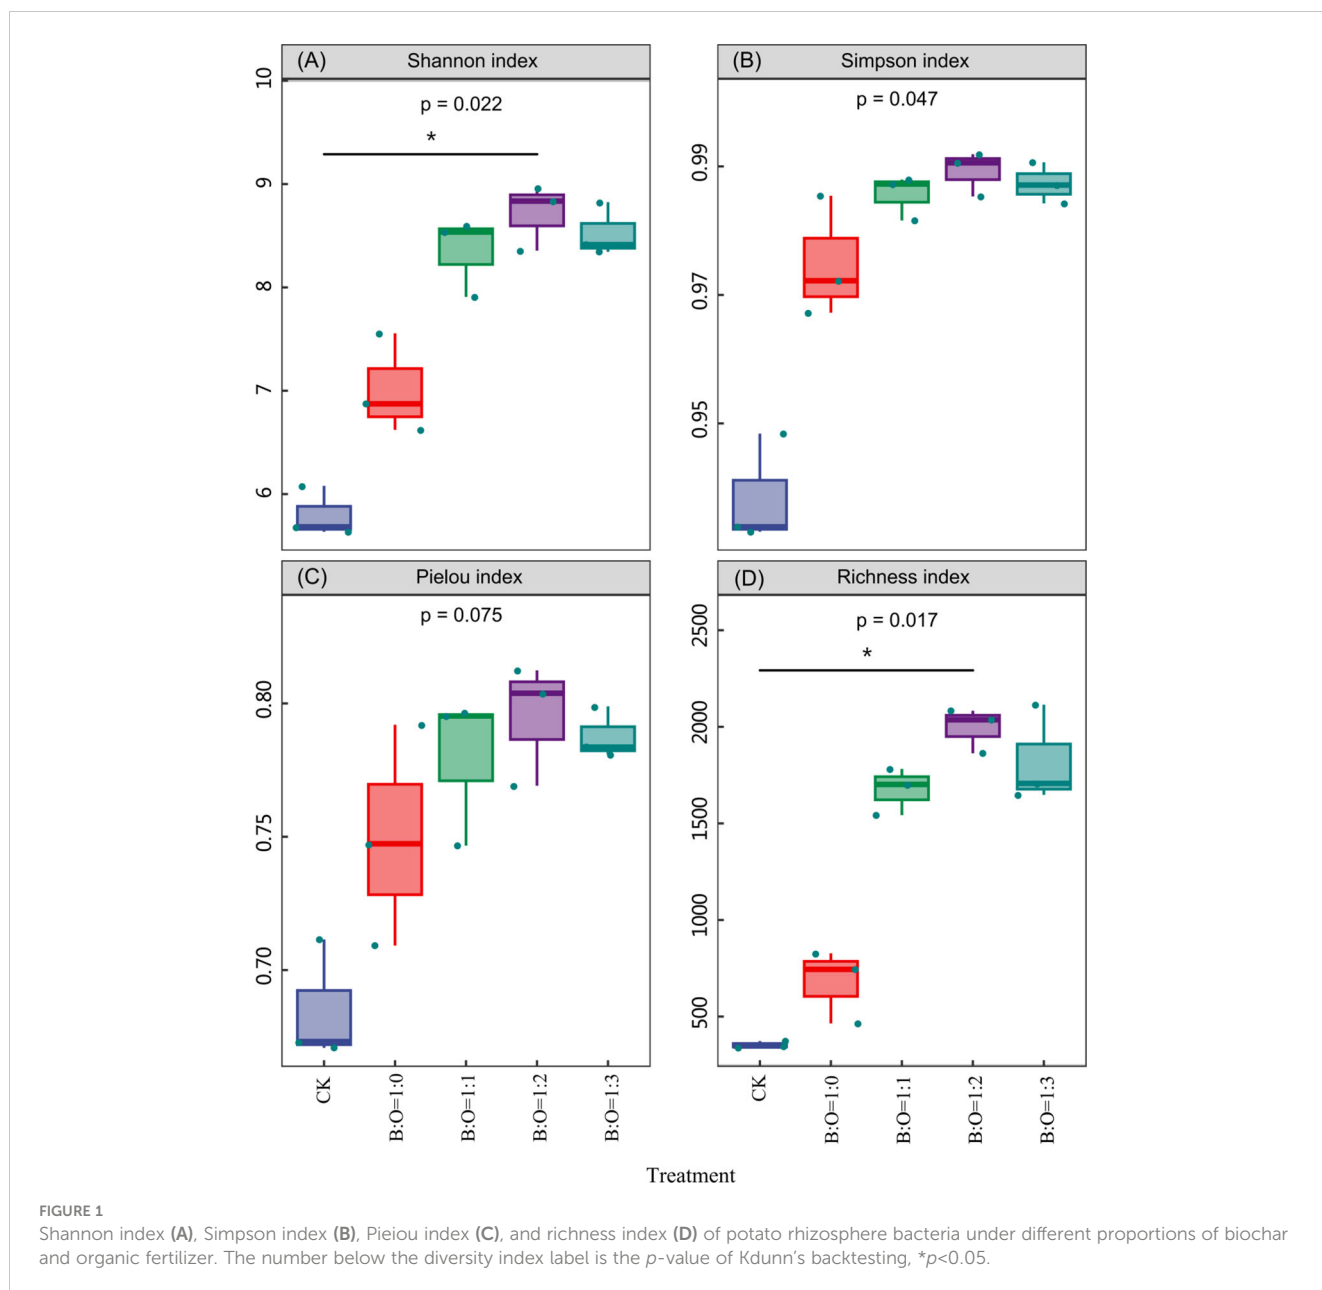 (A) Shannon index
p = 0.022
*
10
9
8
7
6
(B) Simpson index
p = 0.047
0.99
0.97
0.95
(C) Pielou index
p = 0.075
0.80
0.75
0.70
(D) Richness index
p = 0.017
*
2500
2000
1500
1000
500
CK
B:O=1:0
B:O=1:1
B:O=1:2
B:O=1:3
CK
B:O=1:0
B:O=1:1
B:O=1:2
B:O=1:3
Treatment
FIGURE 1
Shannon index (A), Simpson index (B), Pieiou index (C), and richness index (D) of potato rhizosphere bacteria under different proportions of biochar
and organic fertilizer. The number below the diversity index label is the p-value of Kdunn's backtesting, *p<0.05.